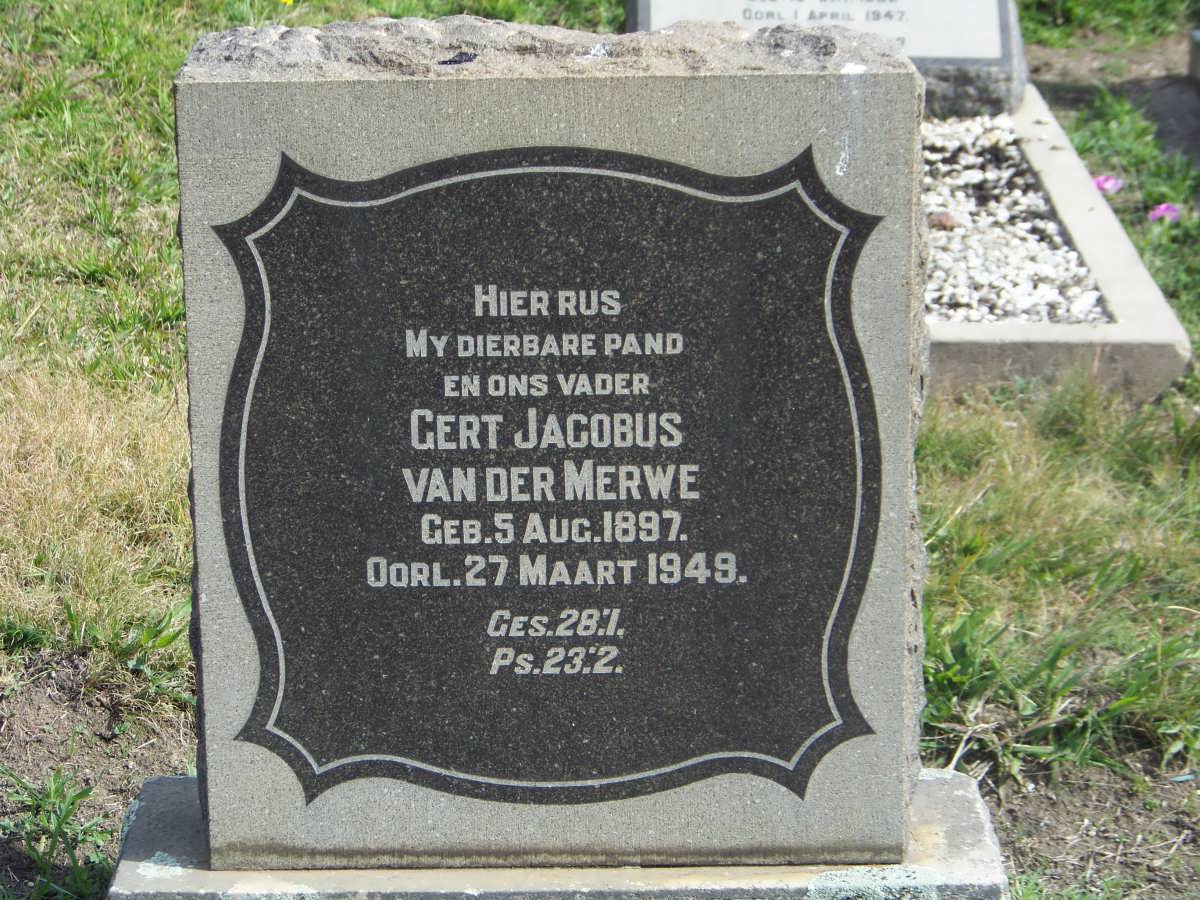 OORL 1 APRIL 1947.
HIER RUS
MY DIERBARE PAND
EN ONS VADER
GERT JACOBUS
VAN DER MERWE
GEB. 5 AUG. 1897.
OORL. 27 MAART 1949.
GES. 28:1.
PS. 23:2.